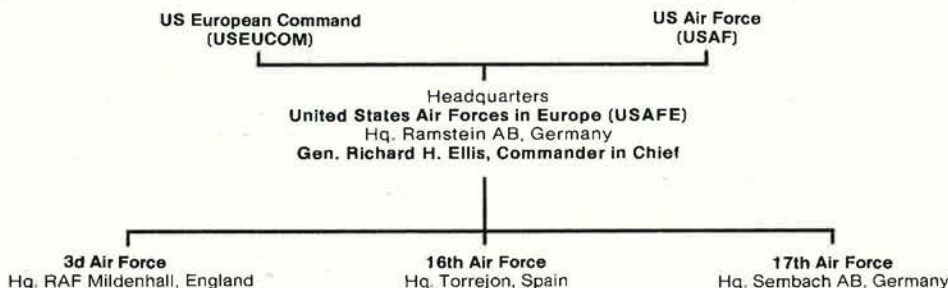 US European Command
(USEUCOM)
US Air Force
(USAF)
Headquarters
United States Air Forces in Europe (USAFE)
Hq. Ramstein AB, Germany
Gen. Richard H. Ellis, Commander in Chief
3d Air Force
Hq. RAF Mildenhall, England
16th Air Force
Hq. Torrejon, Spain
17th Air Force
Hq. Sembach AB, Germany